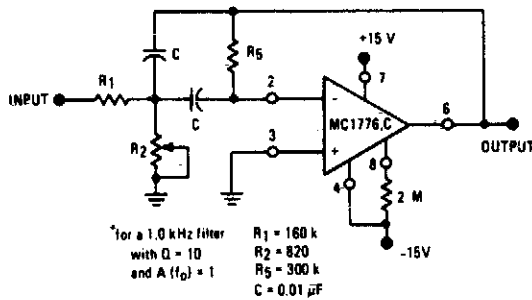 +15 V
C
R5
7
R1
2
6
INPUT
-
C
MC1776,C
3
+
R2
8
OUTPUT
4
2 M
-15V
*for a 1.0 kHz filter
with Q = 10
and A (fo) = 1
R1 = 160 k
R2 = 820
R5 = 300 k
C = 0.01 µF